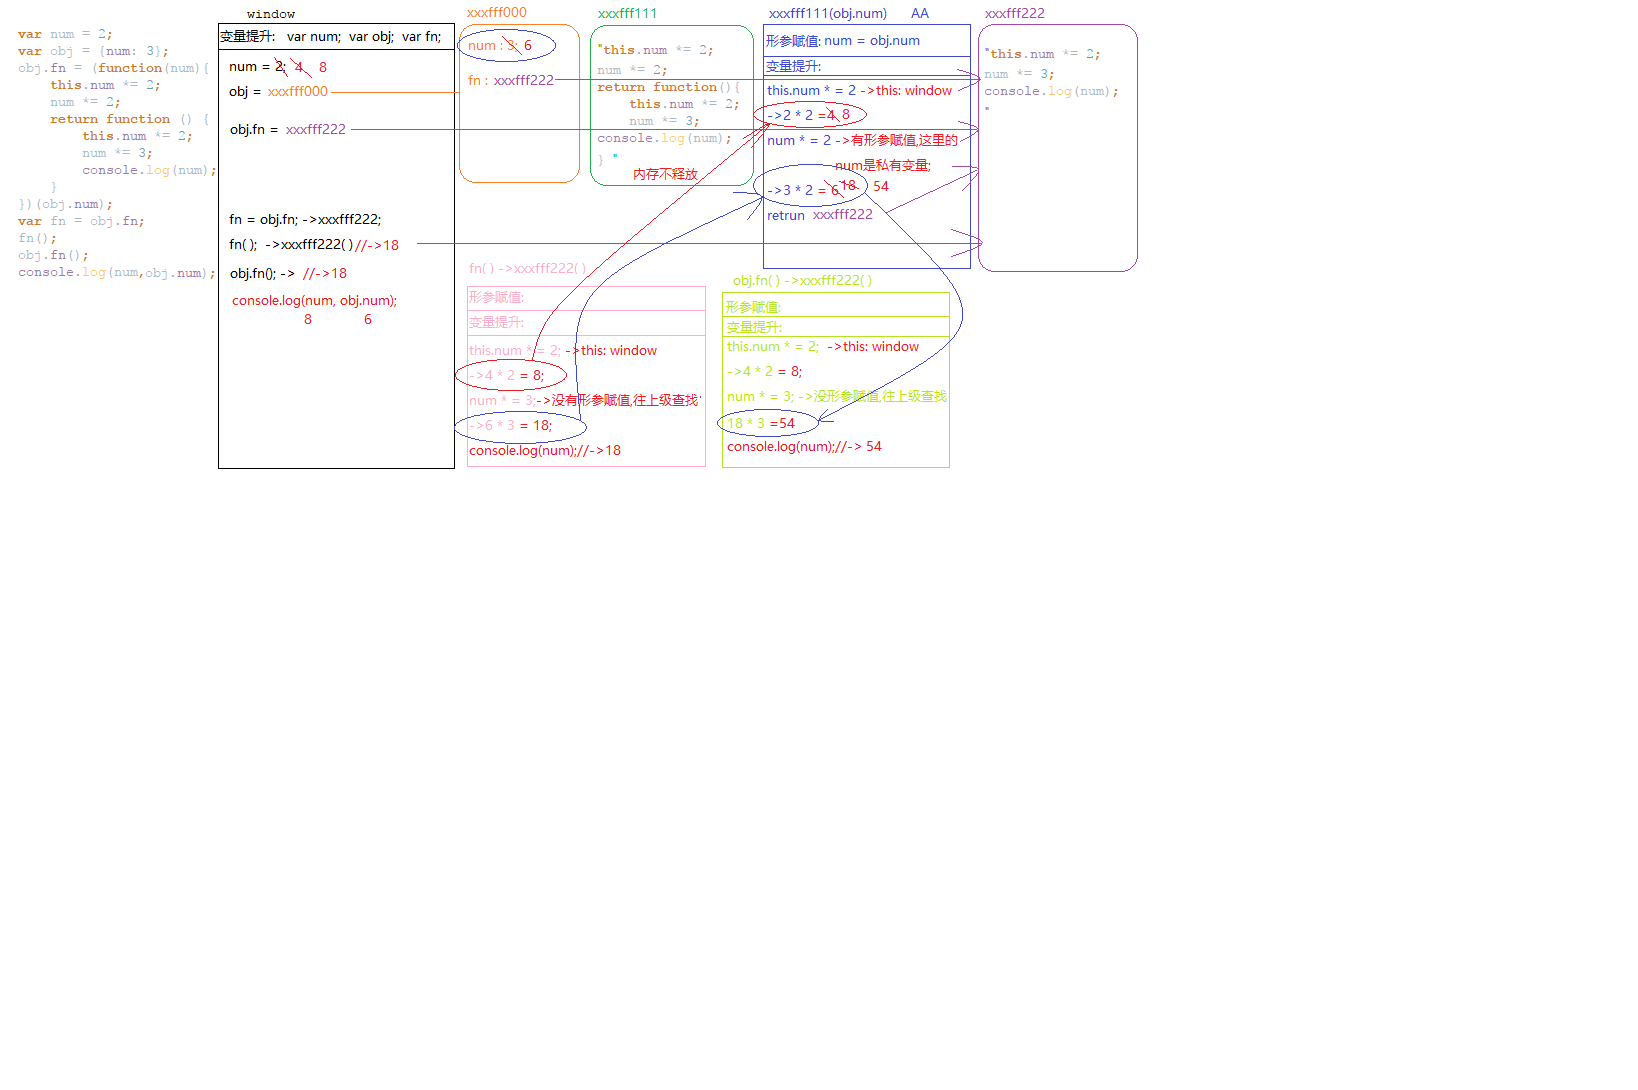 var num = 2;
var obj = {num: 3};
obj.fn = (function(num){
this.num *= 2;
num *= 2;
return function () {
this.num *= 2;
num *= 3;
console.log(num);
}
})(obj.num);
var fn = obj.fn;
fn();
obj.fn();
console.log(num,obj.num);
window
变量提升: var num; var obj; var fn;
num = 2; 4 8
obj = xxxfff000
obj.fn = xxxfff222
fn = obj.fn; ->xxxfff222;
fn( ); ->xxxfff222( ) //->18
obj.fn(); -> //->18
console.log(num, obj.num);
8 6
xxxfff000
num : 3; 6
fn : xxxfff222
xxxfff111
"this.num *= 2;
num *= 2;
return function(){
this.num *= 2;
num *= 3;
console.log(num);
} "
内存不释放
xxxfff111(obj.num) AA
形参赋值: num = obj.num
变量提升:
this.num * = 2 ->this: window
->2 * 2 =4 8
num * = 2 ->有形参赋值,这里的
num是私有变量;
->3 * 2 = 6 18 54
retrun xxxfff222
xxxfff222
"this.num *= 2;
num *= 3;
console.log(num);
"
fn( ) ->xxxfff222( )
形参赋值:
变量提升:
this.num * = 2; ->this: window
->4 * 2 = 8;
num * = 3;->没有形参赋值,往上级查找
->6 * 3 = 18;
console.log(num);//->18
obj.fn( ) ->xxxfff222( )
形参赋值:
变量提升:
this.num * = 2; ->this: window
->4 * 2 = 8;
num * = 3; ->没形参赋值,往上级查找
18 * 3 =54
console.log(num);//-> 54